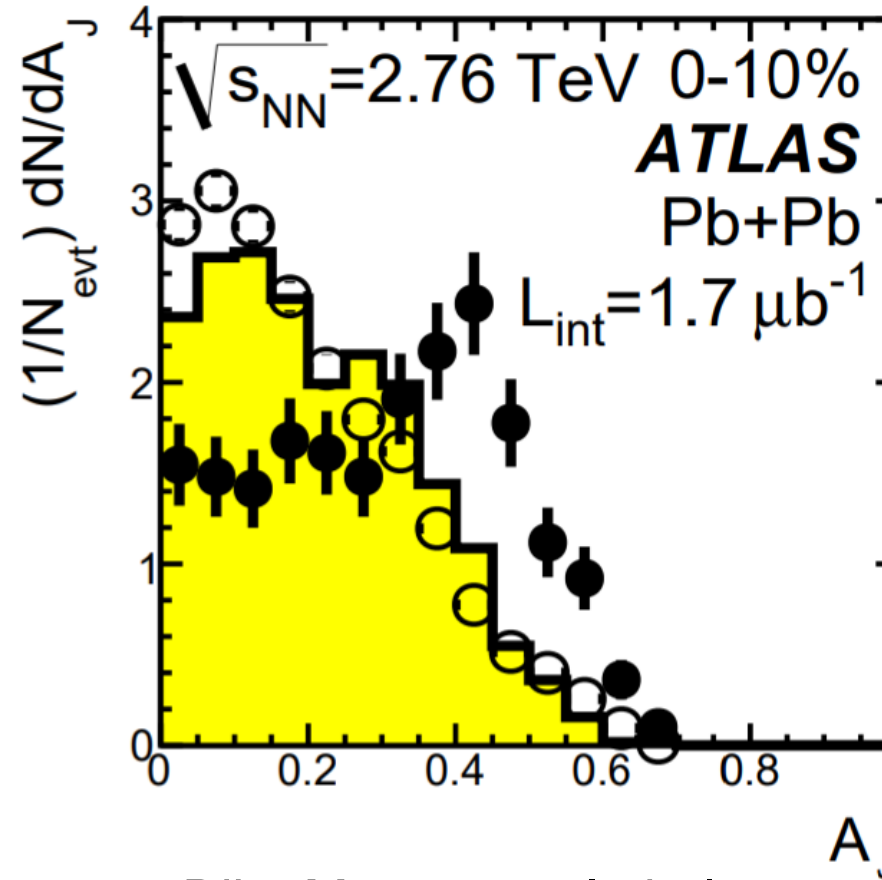 (1/N_evt) dN/dA_J
√s_NN=2.76 TeV 0-10%
ATLAS
Pb+Pb
L_int=1.7 μb^-1
4
3
2
1
0
0 0.2 0.4 0.6 0.8
A